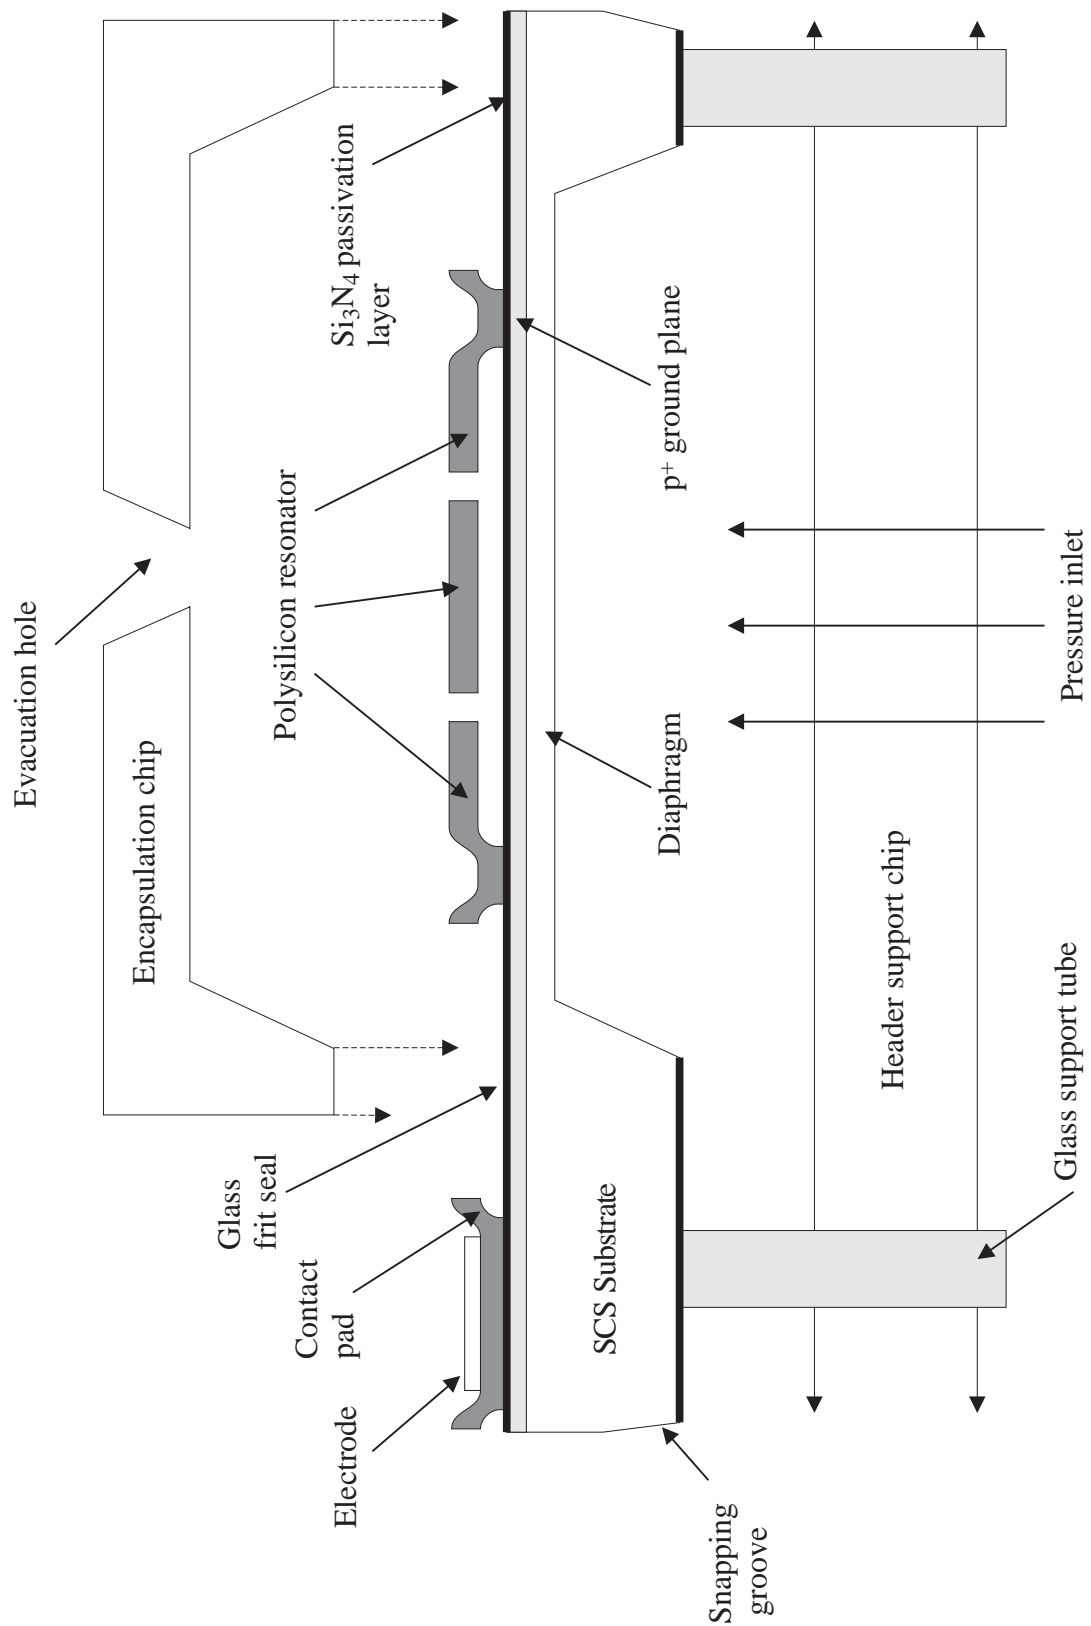 Evacuation hole
Encapsulation chip
Polysilicon resonator
Si₃N₄ passivation
layer
Glass
frit seal
Contact
pad
Electrode
SCS Substrate
Snapping
groove
Diaphragm
p⁺ ground plane
Header support chip
Glass support tube
Pressure inlet